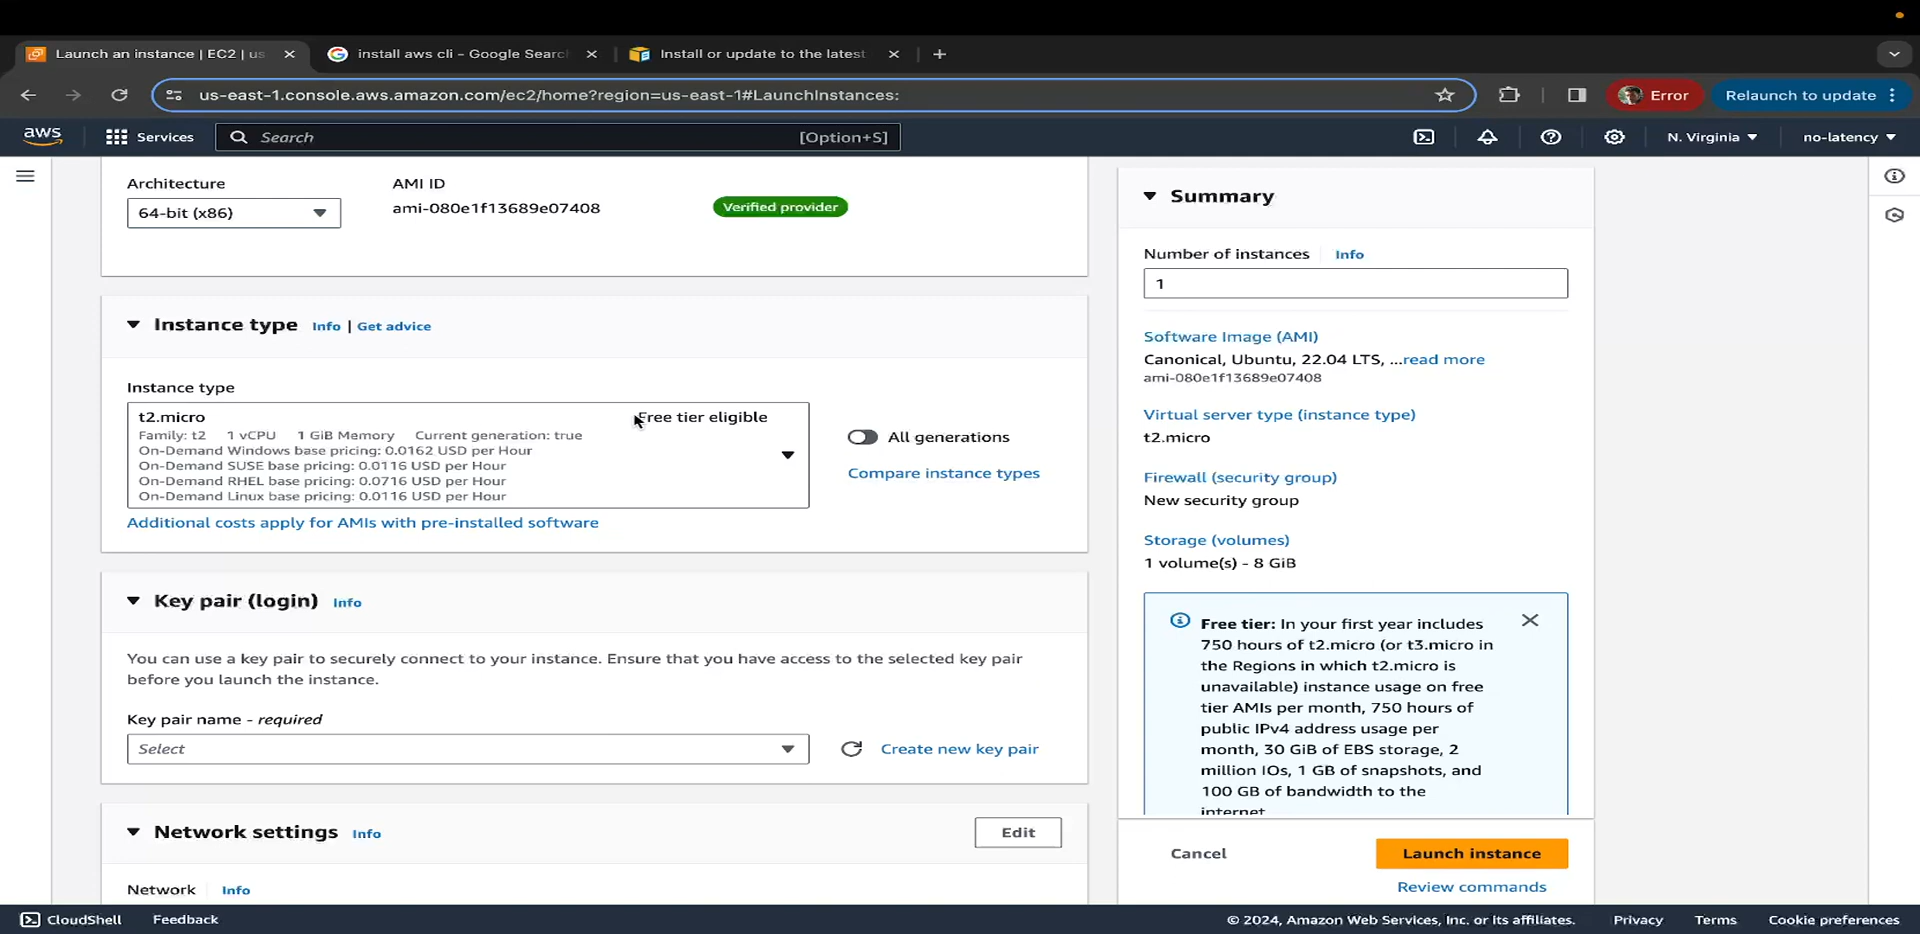 Launch an instance | EC2 | us
install aws cli - Google Search
Install or update to the latest
us-east-1.console.aws.amazon.com/ec2/home?region=us-east-1#LaunchInstances:
Error
Relaunch to update
aws
Services
Search
[Option+S]
N. Virginia
no-latency
Architecture
64-bit (x86)
AMI ID
ami-080e1f13689e07408
Verified provider
Instance type
Info | Get advice
Instance type
t2.micro
Free tier eligible
Family: t2 1 vCPU 1 GiB Memory Current generation: true
On-Demand Windows base pricing: 0.0162 USD per Hour
On-Demand SUSE base pricing: 0.0116 USD per Hour
On-Demand RHEL base pricing: 0.0716 USD per Hour
On-Demand Linux base pricing: 0.0116 USD per Hour
All generations
Compare instance types
Additional costs apply for AMIs with pre-installed software
Key pair (login)
Info
You can use a key pair to securely connect to your instance. Ensure that you have access to the selected key pair
before you launch the instance.
Key pair name - required
Select
Create new key pair
Network settings
Info
Edit
Network
Info
Summary
Number of instances
Info
1
Software Image (AMI)
Canonical, Ubuntu, 22.04 LTS, ...read more
ami-080e1f13689e07408
Virtual server type (instance type)
t2.micro
Firewall (security group)
New security group
Storage (volumes)
1 volume(s) - 8 GiB
Free tier: In your first year includes
750 hours of t2.micro (or t3.micro in
the Regions in which t2.micro is
unavailable) instance usage on free
tier AMIs per month, 750 hours of
public IPv4 address usage per
month, 30 GiB of EBS storage, 2
million IOs, 1 GB of snapshots, and
100 GB of bandwidth to the
internet
Cancel
Launch instance
Review commands
CloudShell
Feedback
© 2024, Amazon Web Services, Inc. or its affiliates.
Privacy
Terms
Cookie preferences